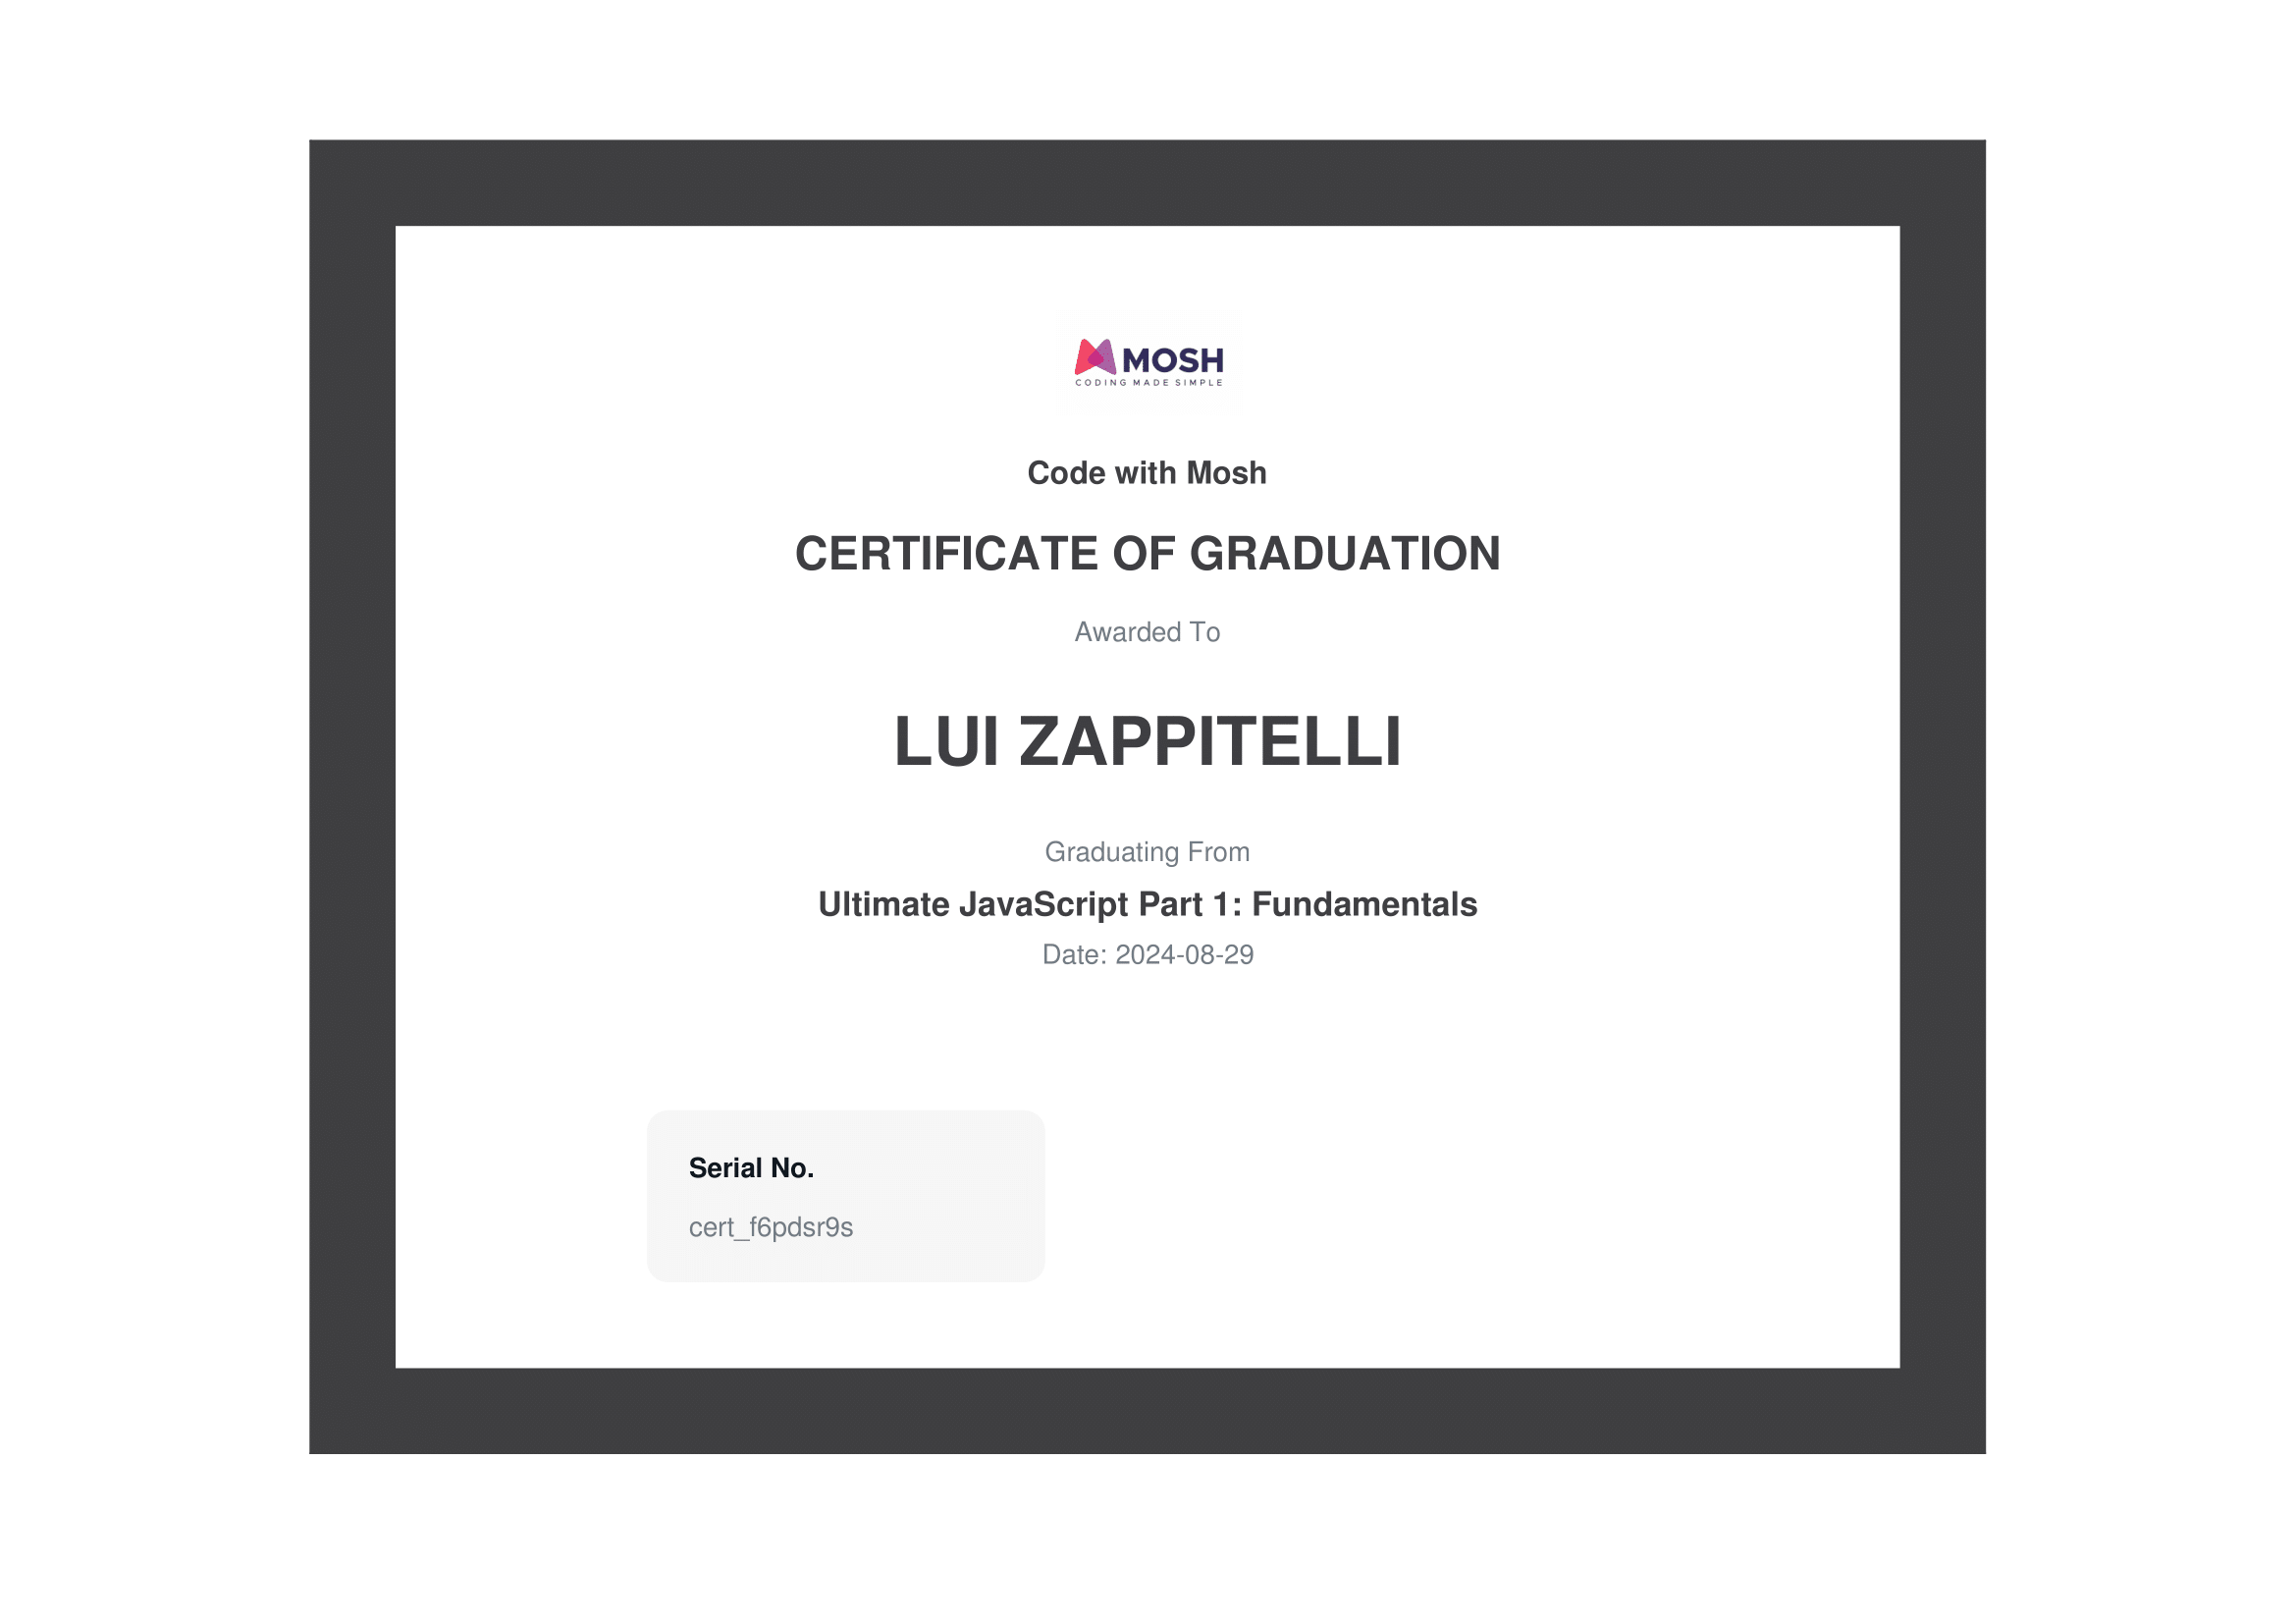 MOSH
CODING MADE SIMPLE
Code with Mosh
CERTIFICATE OF GRADUATION
Awarded To
LUI ZAPPITELLI
Graduating From
Ultimate JavaScript Part 1: Fundamentals
Date: 2024-08-29
Serial No.
cert_f6pdsr9s